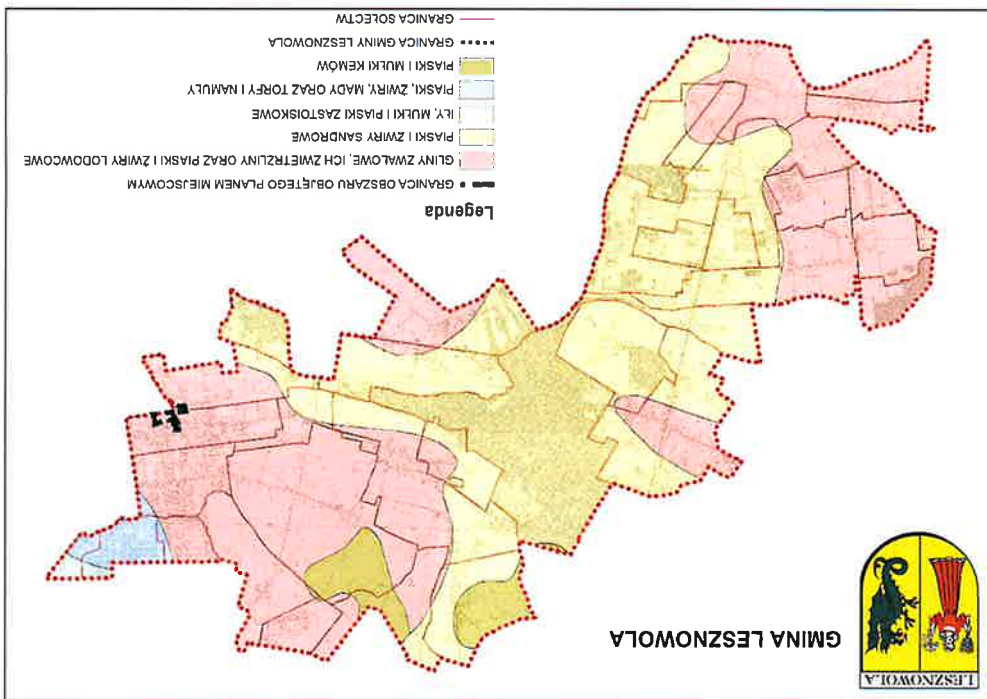 LESZNOWOLA
GMINA LESZNOWOLA
Legenda
GRANICA OBSZARU OBJĘTEGO PLANEM MIEJSCOWYM
GLINY ZWAŁOWE, ICH ZWIETRZLINY ORAZ PIASKI I ŻWIRY LODOWCOWE
PIASKI I ŻWIRY SANDROWE
IŁY, MUŁKI I PIASKI ZASTOISKOWE
PIASKI, ŻWIRY, MADY ORAZ TORFY I NAMUŁY
PIASKI I MUŁKI KEMÓW
GRANICA GMINY LESZNOWOLA
GRANICA SOŁECTW